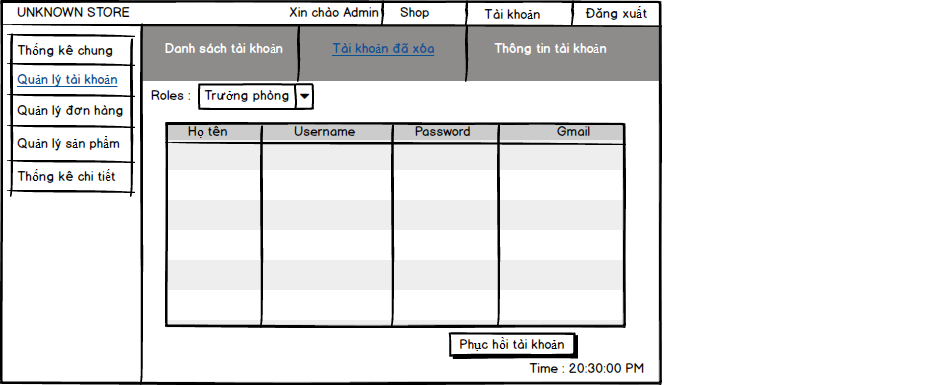 UNKNOWN STORE Xin chào Admin Shop Tài khoản Đăng xuất
Thống kê chung
Quản lý tài khoản
Quản lý đơn hàng
Quản lý sản phẩm
Thống kê chi tiết
Danh sách tài khoản Tài khoản đã xóa Thông tin tài khoản
Roles : Trưởng phòng
Họ tên Username Password Gmail
Phục hồi tài khoản
Time : 20:30:00 PM